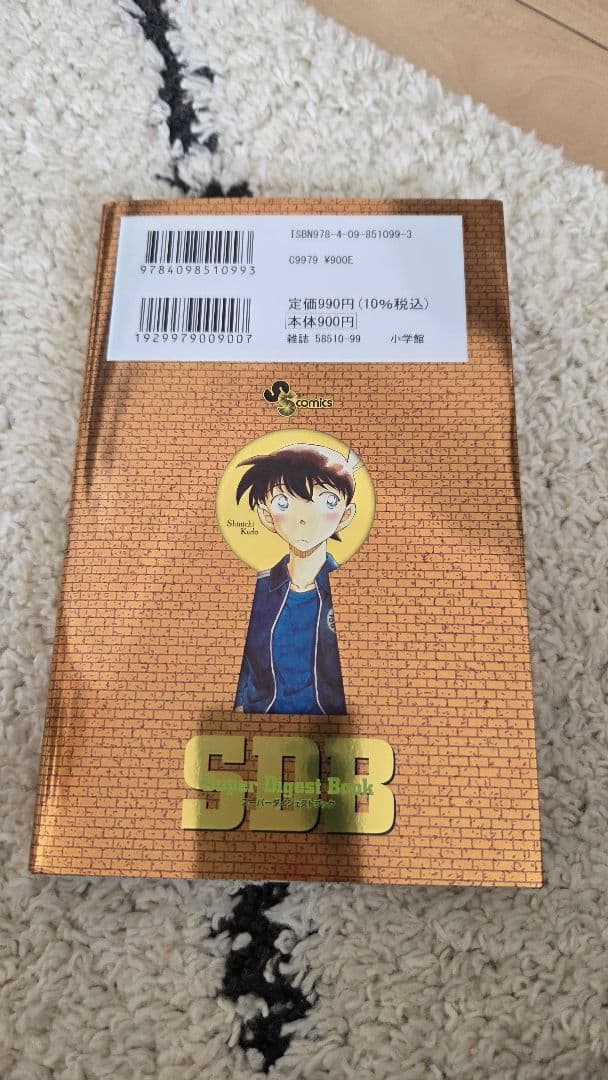 ISBN978-4-09-851099-3
C9979 ¥900E
9784098510993
定価990円(10%税込)
本体900円
雑誌 58510-99 小学館
1929979009007
SScomics
Shinichi
Kudo
SDB
Super Digest Book
スーパーダイジェストブック